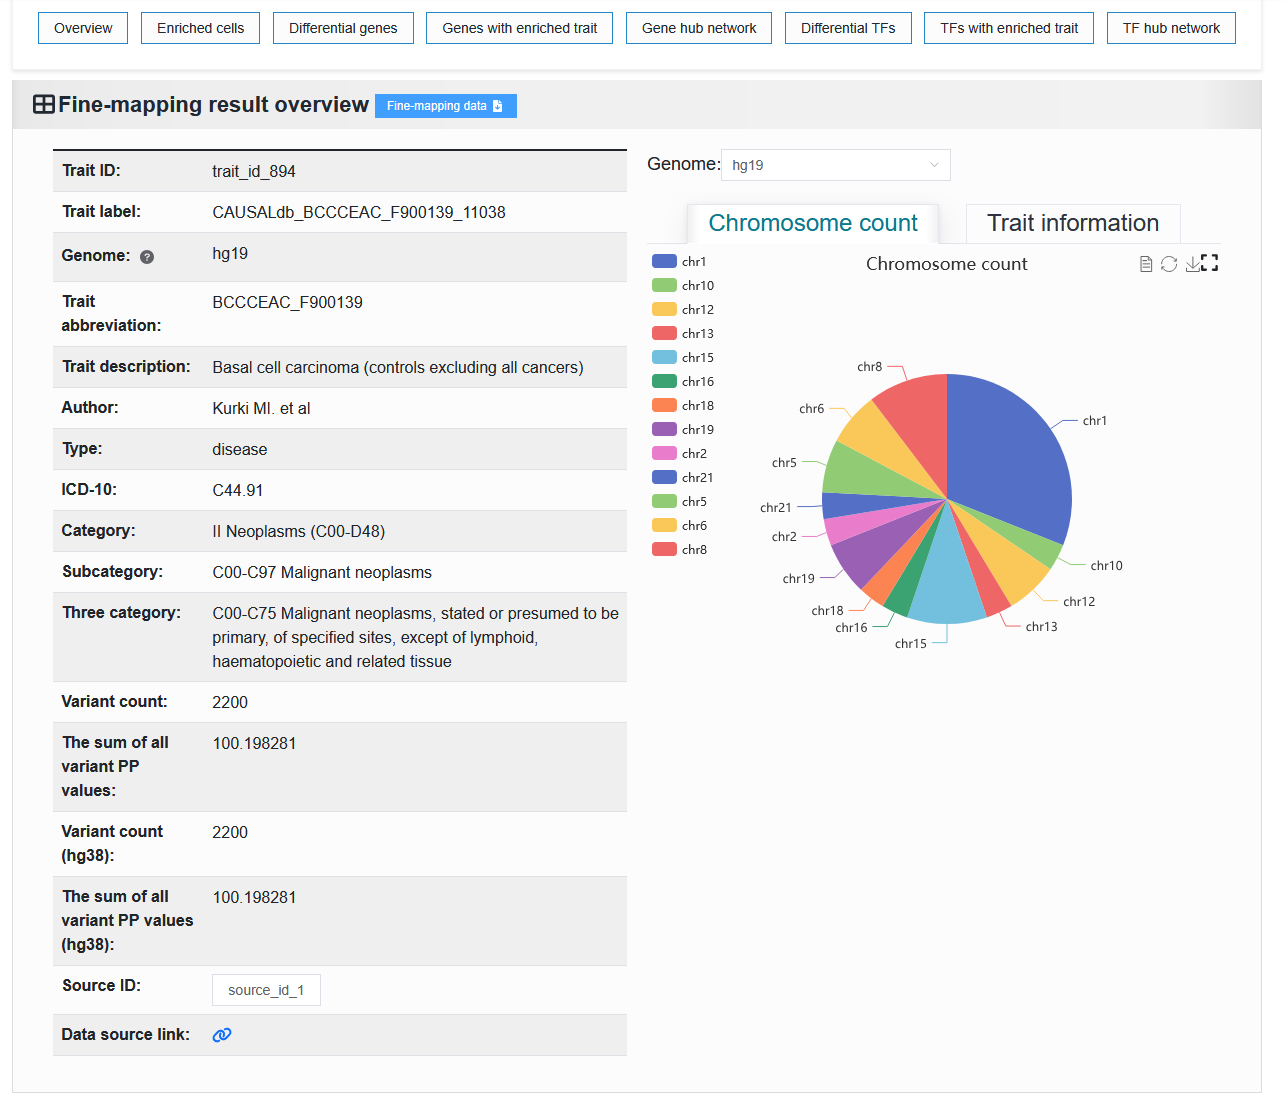 Overview
Enriched cells
Differential genes
Genes with enriched trait
Gene hub network
Differential TFs
TFs with enriched trait
TF hub network
Fine-mapping result overview
Fine-mapping data
Trait ID: trait_id_894
Trait label: CAUSALdb_BCCCEAC_F900139_11038
Genome: ? hg19
Trait
abbreviation:
BCCCEAC_F900139
Trait description: Basal cell carcinoma (controls excluding all cancers)
Author: Kurki MI. et al
Type: disease
ICD-10: C44.91
Category: II Neoplasms (C00-D48)
Subcategory: C00-C97 Malignant neoplasms
Three category: C00-C75 Malignant neoplasms, stated or presumed to be
primary, of specified sites, except of lymphoid,
haematopoietic and related tissue
Variant count: 2200
The sum of all
variant PP
values:
100.198281
Variant count
(hg38):
2200
The sum of all
variant PP values
(hg38):
100.198281
Source ID: source_id_1
Data source link:
Genome: hg19
Chromosome count
Trait information
Chromosome count
chr1
chr10
chr12
chr13
chr15
chr16
chr18
chr19
chr2
chr21
chr5
chr6
chr8
chr8
chr6
chr5
chr21
chr2
chr19
chr18
chr16
chr15
chr13
chr12
chr10
chr1